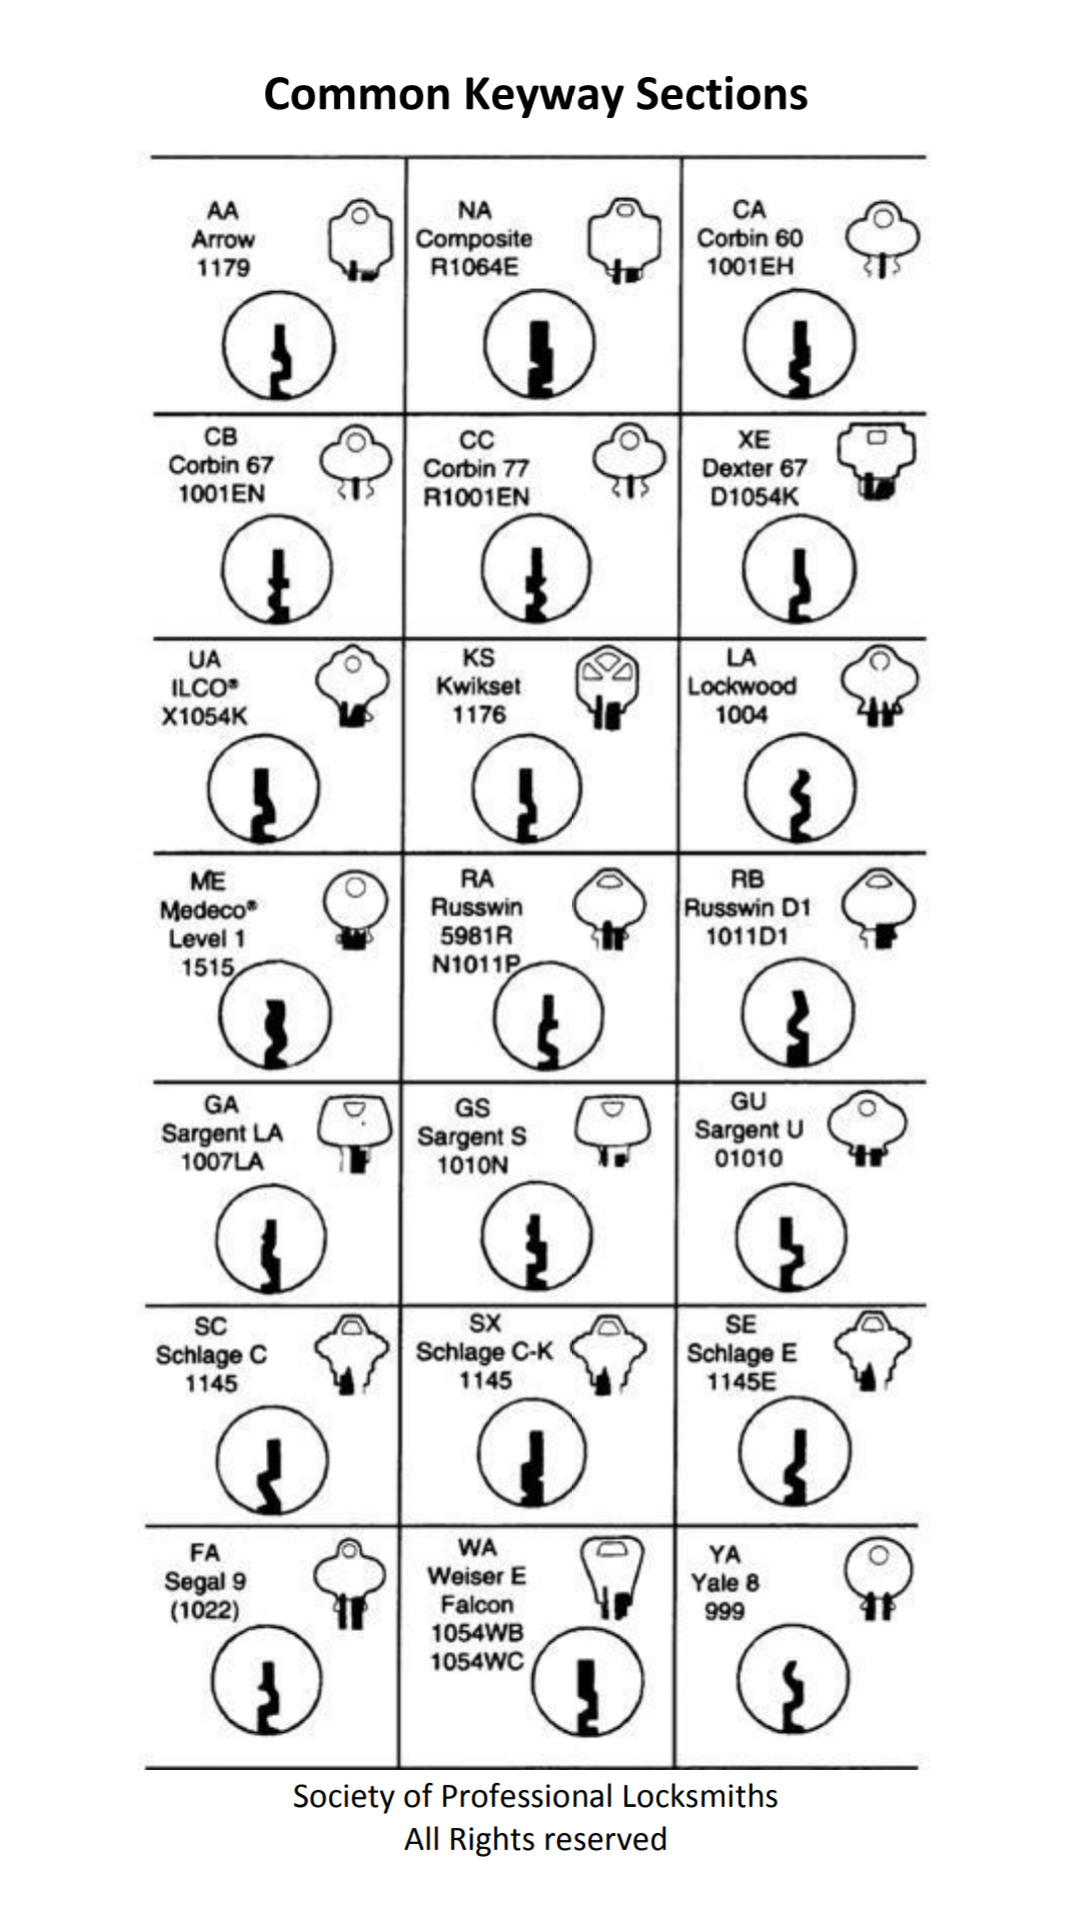 Common Keyway Sections
AA
Arrow
1179
NA
Composite
R1064E
CA
Corbin 60
1001EH
CB
Corbin 67
1001EN
CC
Corbin 77
R1001EN
XE
Dexter 67
D1054K
UA
ILCO®
X1054K
KS
Kwikset
1176
LA
Lockwood
1004
ME
Medeco®
Level 1
1515
RA
Russwin
5981R
N1011P
RB
Russwin D1
1011D1
GA
Sargent LA
1007LA
GS
Sargent S
1010N
GU
Sargent U
01010
SC
Schlage C
1145
SX
Schlage C-K
1145
SE
Schlage E
1145E
FA
Segal 9
(1022)
WA
Weiser E
Falcon
1054WB
1054WC
YA
Yale 8
999
Society of Professional Locksmiths
All Rights reserved